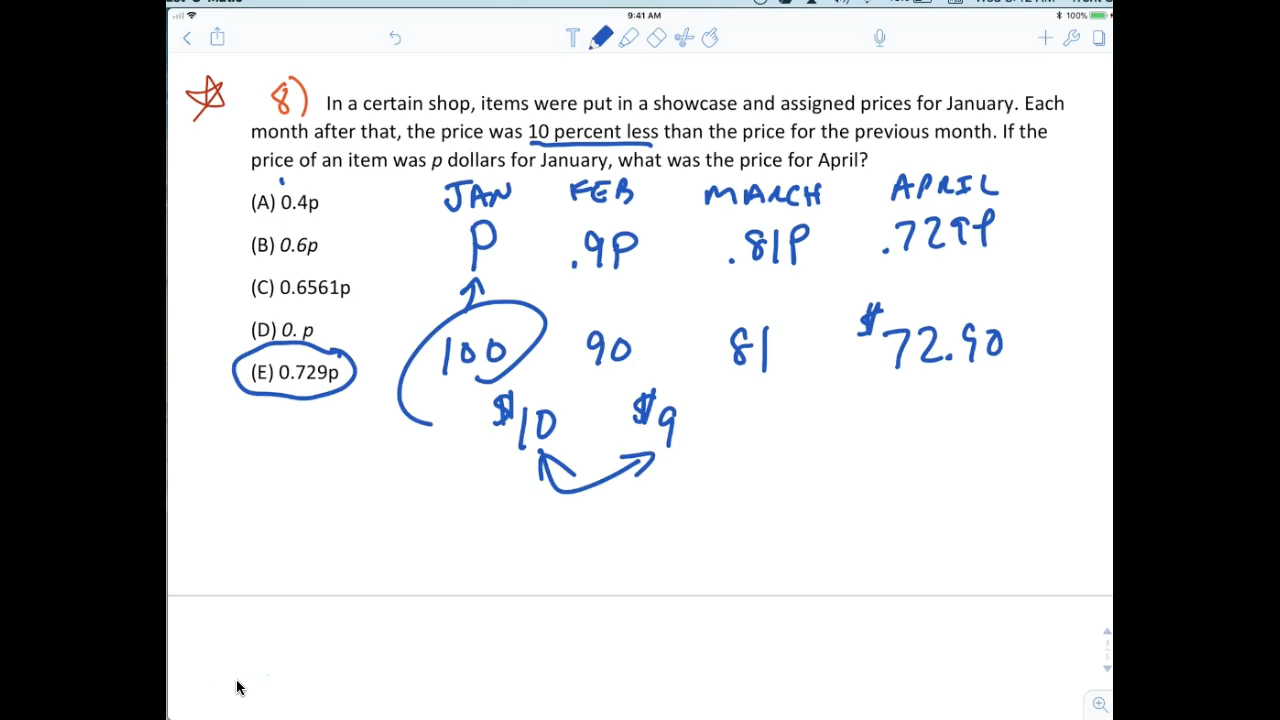 9:41 AM
100%
T
8) In a certain shop, items were put in a showcase and assigned prices for January. Each
month after that, the price was 10 percent less than the price for the previous month. If the
price of an item was p dollars for January, what was the price for April?
JAN FEB MARCH APRIL
(A) 0.4p
P .9P .81P .729P
(B) 0.6p
(C) 0.6561p
(D) 0. p
100 90 81 $72.90
(E) 0.729p
$10 $9